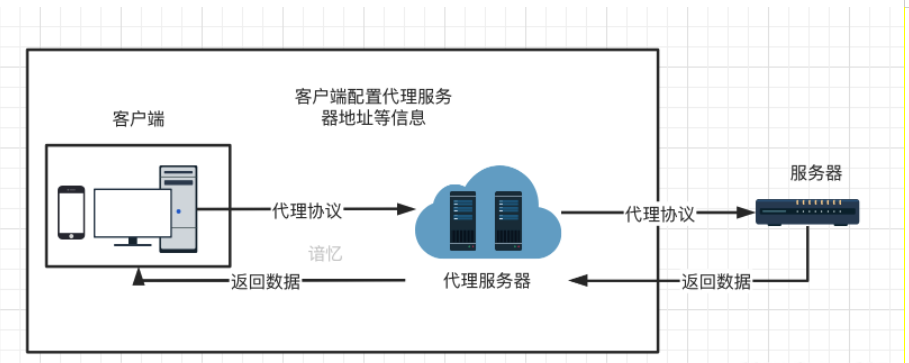 客户端配置代理服务
器地址等信息
客户端
服务器
代理协议
代理协议
谙忆
返回数据
代理服务器
返回数据